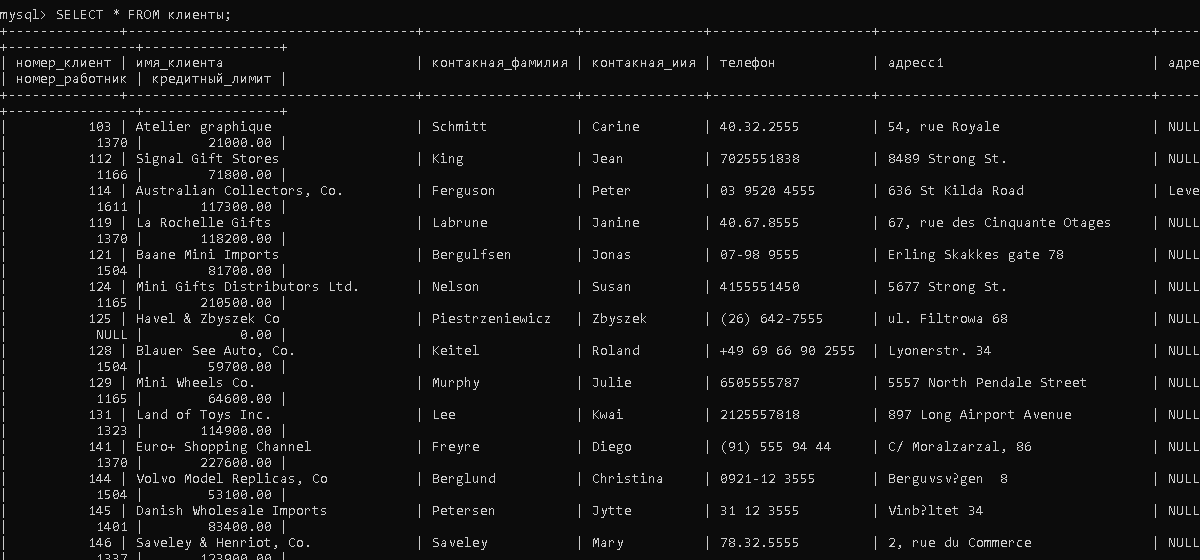 mysql> SELECT * FROM клиенты;
+--------------+------------------------------------+-------------------+---------------+--------------------+----------------------------------+-----
+----------------+-----------------+
| номер_клиент | имя_клиента | контакная_фамилия | контакная_иия | телефон | адресс1 | адре
| номер_работник | кредитный_лимит |
+--------------+------------------------------------+-------------------+---------------+--------------------+----------------------------------+-----
+----------------+-----------------+
| 103 | Atelier graphique | Schmitt | Carine | 40.32.2555 | 54, rue Royale | NULL
| 1370 | 21000.00 |
| 112 | Signal Gift Stores | King | Jean | 7025551838 | 8489 Strong St. | NULL
| 1166 | 71800.00 |
| 114 | Australian Collectors, Co. | Ferguson | Peter | 03 9520 4555 | 636 St Kilda Road | Leve
| 1611 | 117300.00 |
| 119 | La Rochelle Gifts | Labrune | Janine | 40.67.8555 | 67, rue des Cinquante Otages | NULL
| 1370 | 118200.00 |
| 121 | Baane Mini Imports | Bergulfsen | Jonas | 07-98 9555 | Erling Skakkes gate 78 | NULL
| 1504 | 81700.00 |
| 124 | Mini Gifts Distributors Ltd. | Nelson | Susan | 4155551450 | 5677 Strong St. | NULL
| 1165 | 210500.00 |
| 125 | Havel & Zbyszek Co | Piestrzeniewicz | Zbyszek | (26) 642-7555 | ul. Filtrowa 68 | NULL
| NULL | 0.00 |
| 128 | Blauer See Auto, Co. | Keitel | Roland | +49 69 66 90 2555 | Lyonerstr. 34 | NULL
| 1504 | 59700.00 |
| 129 | Mini Wheels Co. | Murphy | Julie | 6505555787 | 5557 North Pendale Street | NULL
| 1165 | 64600.00 |
| 131 | Land of Toys Inc. | Lee | Kwai | 2125557818 | 897 Long Airport Avenue | NULL
| 1323 | 114900.00 |
| 141 | Euro+ Shopping Channel | Freyre | Diego | (91) 555 94 44 | C/ Moralzarzal, 86 | NULL
| 1370 | 227600.00 |
| 144 | Volvo Model Replicas, Co | Berglund | Christina | 0921-12 3555 | Berguvsv?gen 8 | NULL
| 1504 | 53100.00 |
| 145 | Danish Wholesale Imports | Petersen | Jytte | 31 12 3555 | Vinb?ltet 34 | NULL
| 1401 | 83400.00 |
| 146 | Saveley & Henriot, Co. | Saveley | Mary | 78.32.5555 | 2, rue du Commerce | NULL
| 1337 | 123900.00 |